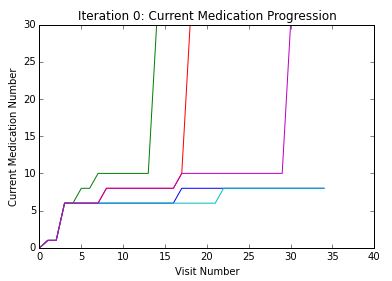 Iteration 0: Current Medication Progression
30
25
20
15
10
5
0
Current Medication Number
0 5 10 15 20 25 30 35 40
Visit Number